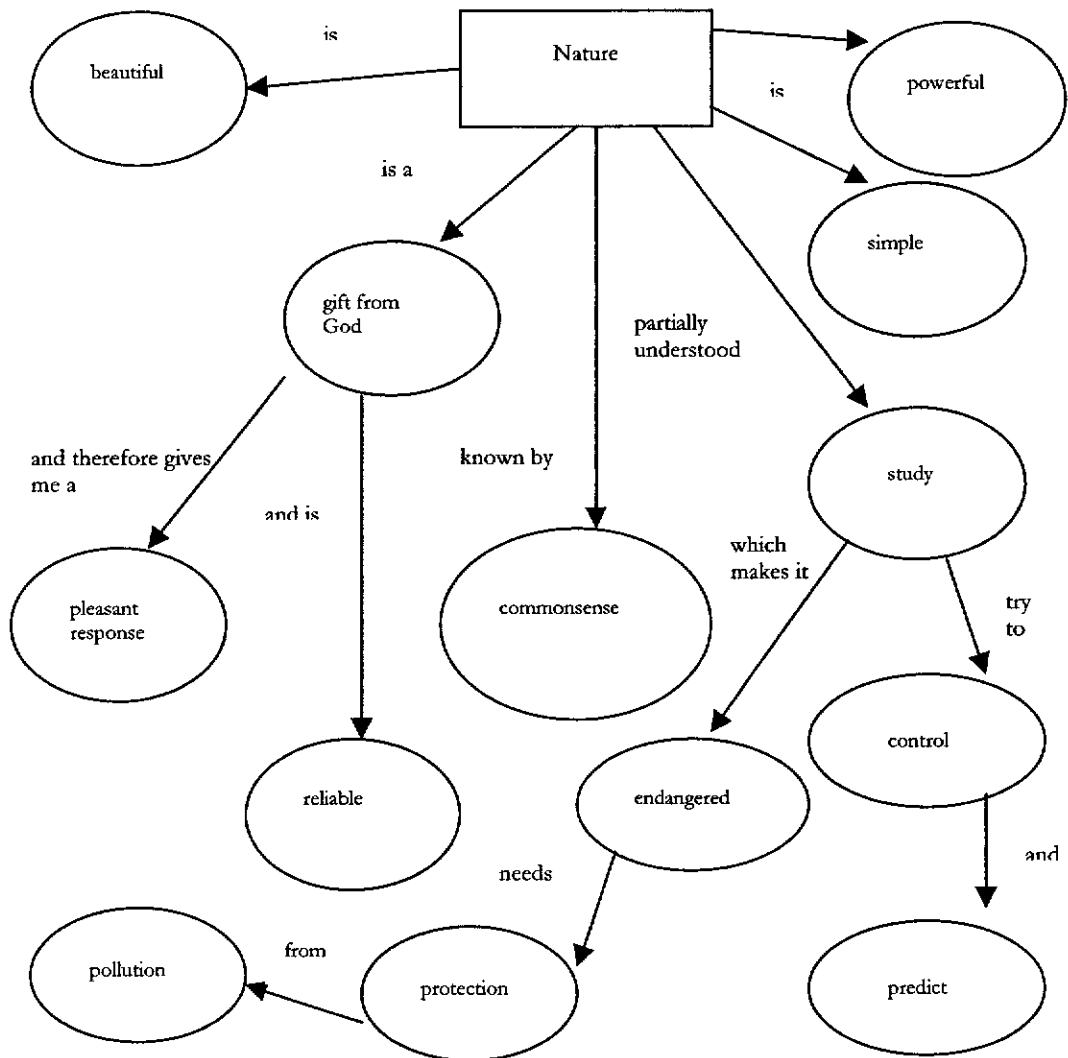 is
Nature
beautiful
powerful
is
is a
simple
gift from
God
partially
understood
and therefore gives
me a
known by
study
and is
which
makes it
pleasant
response
commonsense
try
to
control
reliable
endangered
needs
and
from
pollution
protection
predict